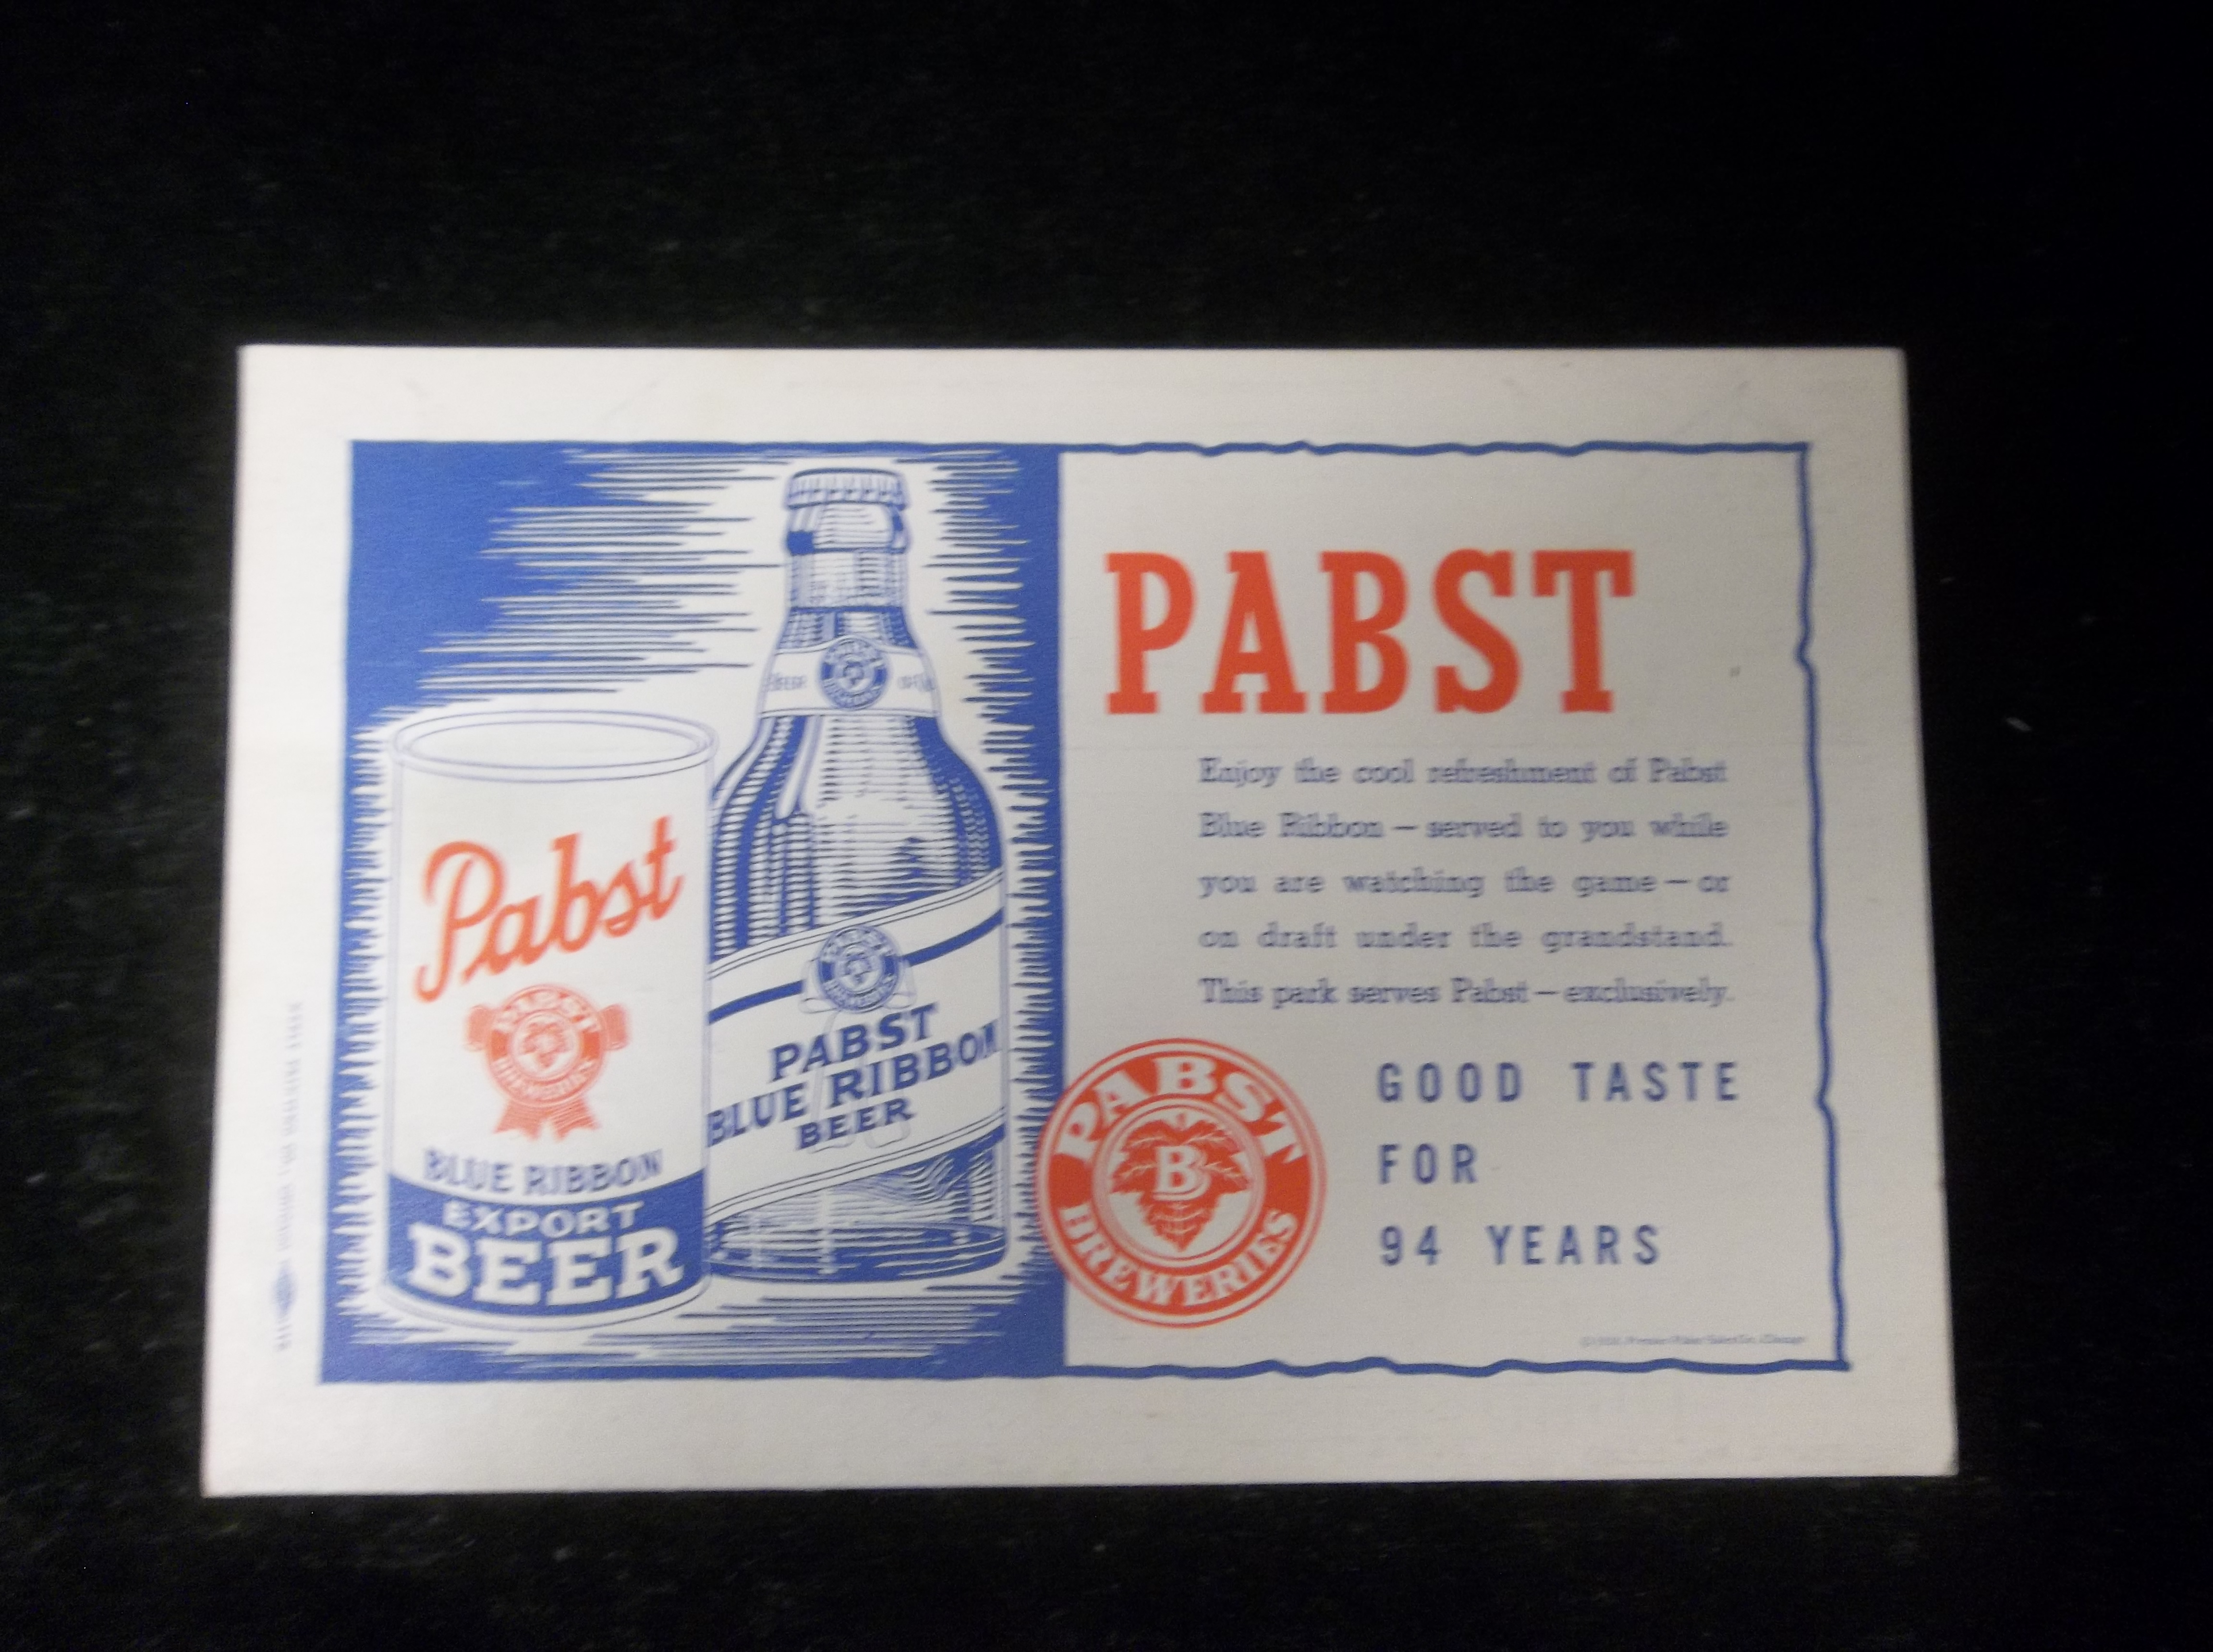 PABST
Enjoy the cool refreshment of Pabst
Blue Ribbon — served to you while
you are watching the game — or
on draft under the grandstand.
This park serves Pabst — exclusively.
GOOD TASTE
FOR
94 YEARS
PABST
B
BREWERIES
Pabst
PABST
BREWERIES
BLUE RIBBON
EXPORT
BEER
PABST
BLUE RIBBON
BEER